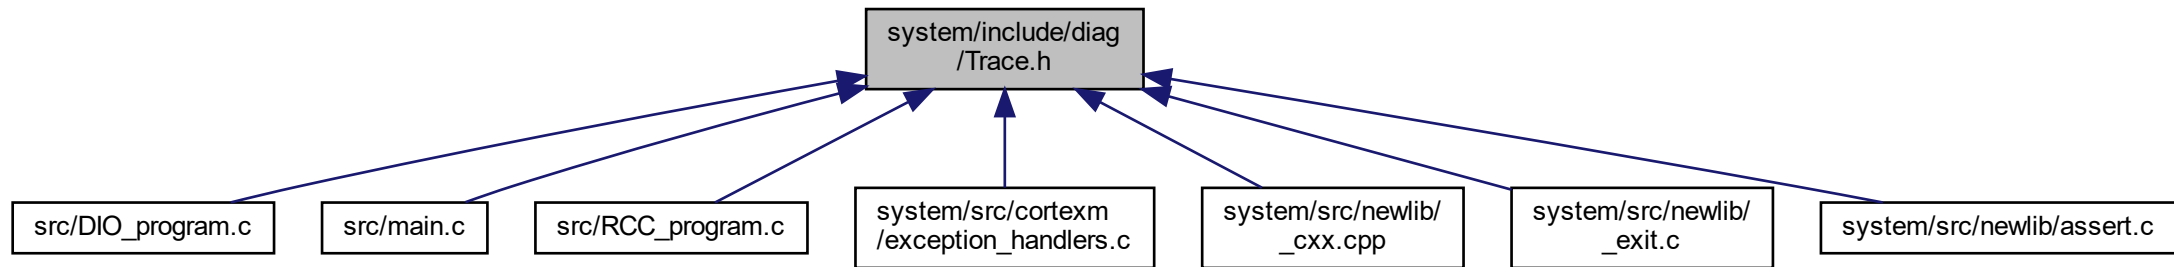 system/include/diag
/Trace.h
src/DIO_program.c
src/main.c
src/RCC_program.c
system/src/cortexm
/exception_handlers.c
system/src/newlib/
_cxx.cpp
system/src/newlib/
_exit.c
system/src/newlib/assert.c